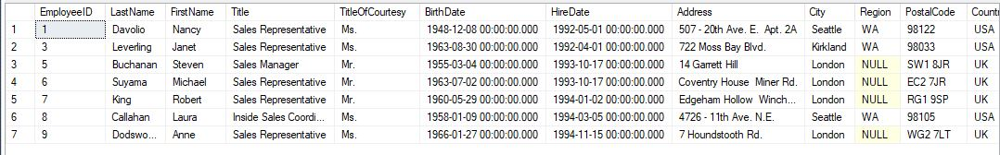 EmployeeID LastName FirstName Title TitleOfCourtesy BirthDate HireDate Address City Region PostalCode Countr
1 1 Davolio Nancy Sales Representative Ms. 1948-12-08 00:00:00.000 1992-05-01 00:00:00.000 507 - 20th Ave. E. Apt. 2A Seattle WA 98122 USA
2 3 Leverling Janet Sales Representative Ms. 1963-08-30 00:00:00.000 1992-04-01 00:00:00.000 722 Moss Bay Blvd. Kirkland WA 98033 USA
3 5 Buchanan Steven Sales Manager Mr. 1955-03-04 00:00:00.000 1993-10-17 00:00:00.000 14 Garrett Hill London NULL SW1 8JR UK
4 6 Suyama Michael Sales Representative Mr. 1963-07-02 00:00:00.000 1993-10-17 00:00:00.000 Coventry House Miner Rd. London NULL EC2 7JR UK
5 7 King Robert Sales Representative Mr. 1960-05-29 00:00:00.000 1994-01-02 00:00:00.000 Edgeham Hollow Winch... London NULL RG1 9SP UK
6 8 Callahan Laura Inside Sales Coordi... Ms. 1958-01-09 00:00:00.000 1994-03-05 00:00:00.000 4726 - 11th Ave. N.E. Seattle WA 98105 USA
7 9 Dodswo... Anne Sales Representative Ms. 1966-01-27 00:00:00.000 1994-11-15 00:00:00.000 7 Houndstooth Rd. London NULL WG2 7LT UK